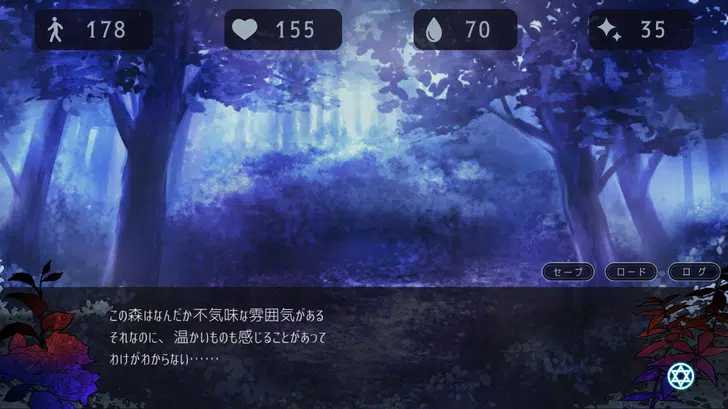 178 155 70 35
セーブ ロード ログ
この森はなんだか不気味な雰囲気がある
それなのに、温かいものも感じることがあって
わけがわからない……